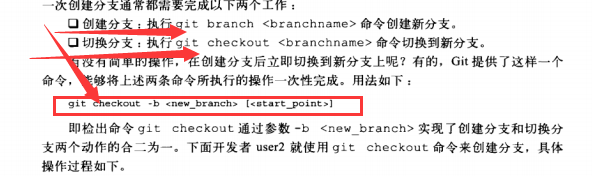 一次创建分支通常都需要完成以下两个工作：
❑ 创建分支：执行 git branch <branchname> 命令创建新分支。
❑ 切换分支：执行 git checkout <branchname> 命令切换到新分支。
有没有简单的操作，在创建分支后立即切换到新分支上呢？有的，Git 提供了这样一个
命令，能够将上述两条命令所执行的操作一次性完成。用法如下：
git checkout -b <new_branch> [<start_point>]
即检出命令 git checkout 通过参数 -b <new_branch> 实现了创建分支和切换分
支两个动作的合二为一。下面开发者 user2 就使用 git checkout 命令来创建分支，具体
操作过程如下。